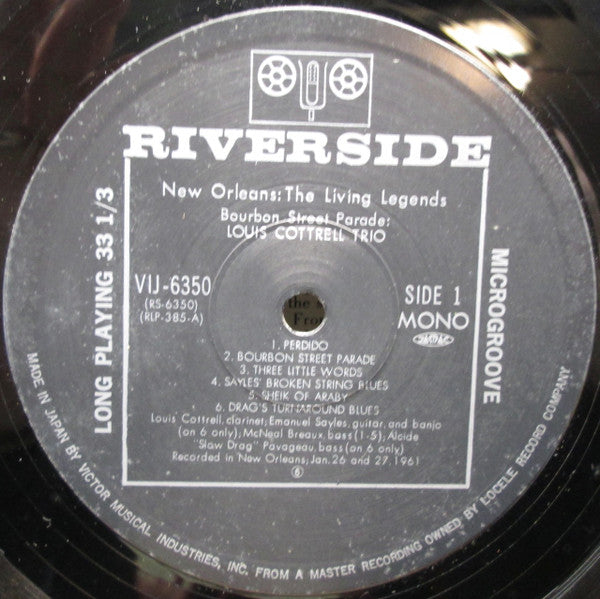 RIVERSIDE
New Orleans: The Living Legends
Bourbon Street Parade:
LOUIS COTTRELL TRIO
LONG PLAYING 33 1/3
MICROGROOVE
VIJ-6350
(RS-6350)
(RLP-385-A)
SIDE 1
MONO
the s
Fro
1. PERDIDO
2. BOURBON STREET PARADE
3. THREE LITTLE WORDS
4. SAYLES' BROKEN STRING BLUES
5. SHEIK OF ARABY
6. DRAG'S TURNAROUND BLUES
Louis Cottrell, clarinet; Emanuel Sayles, guitar, and banjo
(on 6 only); McNeal Breaux, bass (1-5); Alcide
"Slow Drag" Pavageau, bass (on 6 only)
Recorded in New Orleans; Jan. 26 and 27, 1961
MADE IN JAPAN BY VICTOR MUSICAL INDUSTRIES, INC. FROM A MASTER RECORDING OWNED BY LOCELE RECORD COMPANY